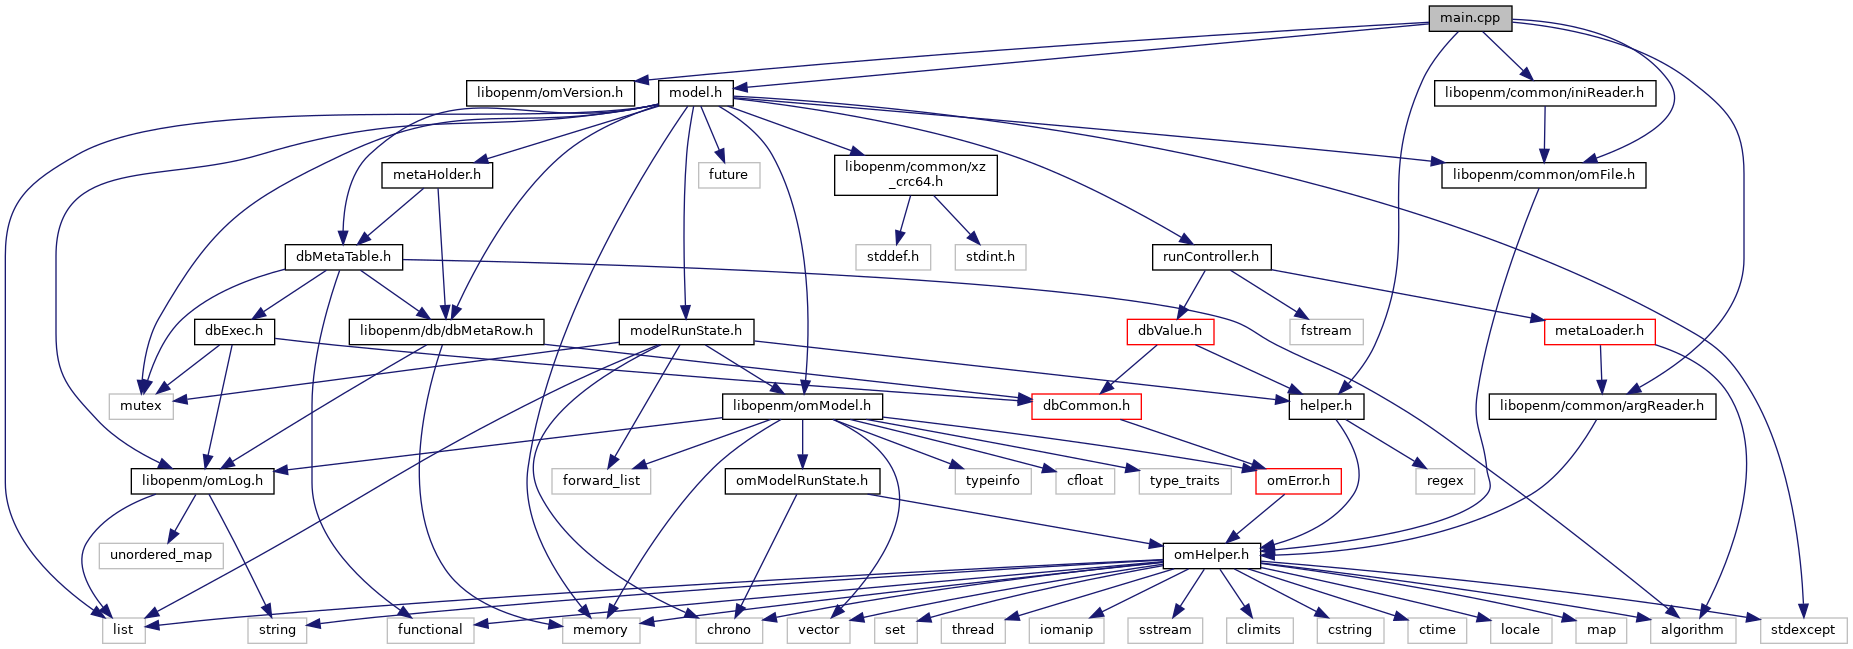 main.cpp
libopenm/omVersion.h
model.h
libopenm/common/iniReader.h
metaHolder.h
future
libopenm/common/xz
_crc64.h
libopenm/common/omFile.h
dbMetaTable.h
stddef.h
stdint.h
runController.h
dbExec.h
libopenm/db/dbMetaRow.h
modelRunState.h
dbValue.h
fstream
metaLoader.h
mutex
libopenm/omModel.h
dbCommon.h
helper.h
libopenm/common/argReader.h
libopenm/omLog.h
forward_list
omModelRunState.h
typeinfo
cfloat
type_traits
omError.h
regex
unordered_map
omHelper.h
list
string
functional
memory
chrono
vector
set
thread
iomanip
sstream
climits
cstring
ctime
locale
map
algorithm
stdexcept